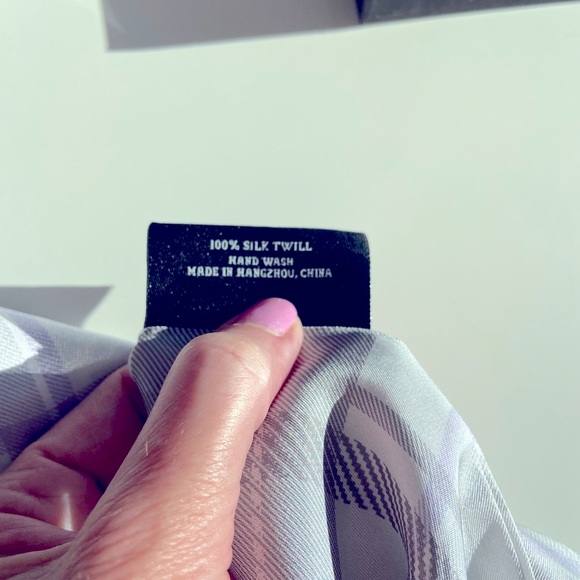 100% SILK TWILL
HAND WASH
MADE IN HANGZHOU, CHINA